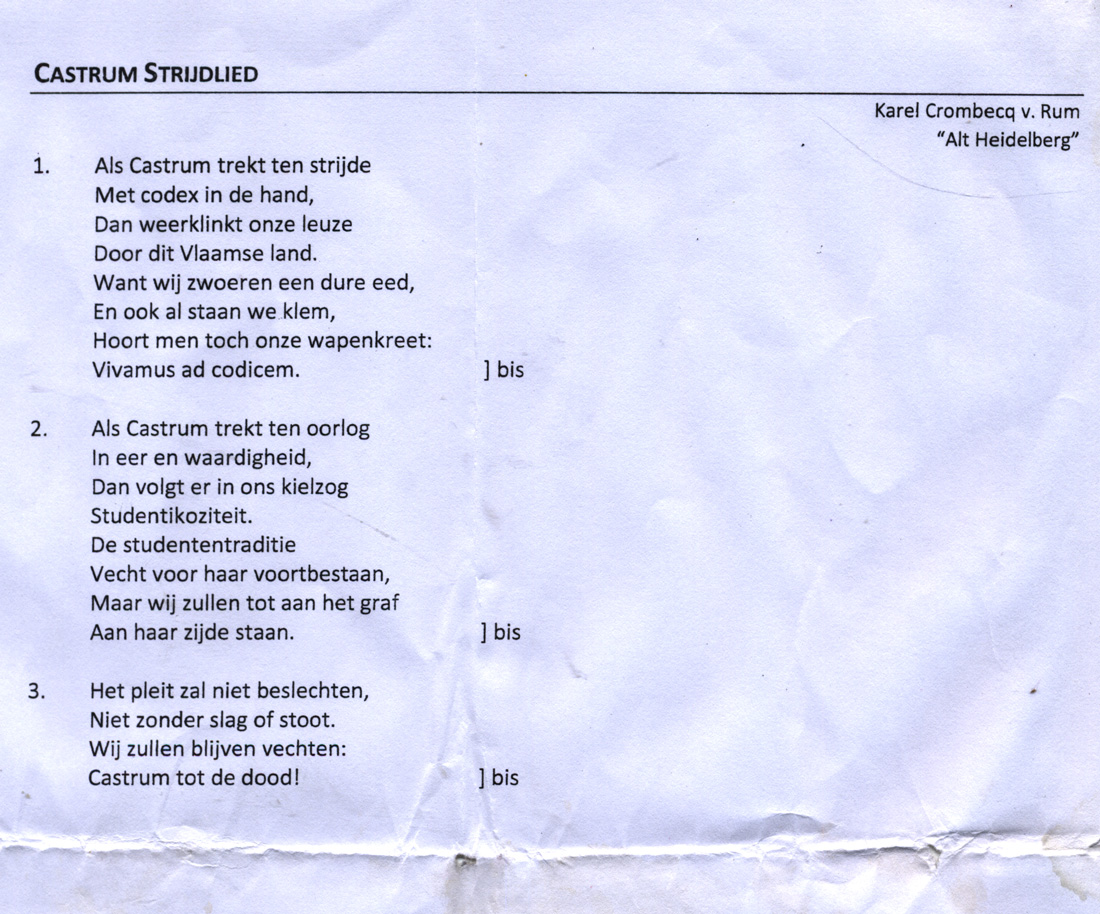 CASTRUM STRIJDLIED
Karel Crombecq v. Rum
“Alt Heidelberg”
1. Als Castrum trekt ten strijde
Met codex in de hand,
Dan weerklinkt onze leuze
Door dit Vlaamse land.
Want wij zwoeren een dure eed,
En ook al staan we klem,
Hoort men toch onze wapenkreet:
Vivamus ad codicem. ] bis
2. Als Castrum trekt ten oorlog
In eer en waardigheid,
Dan volgt er in ons kielzog
Studentikoziteit.
De studententraditie
Vecht voor haar voortbestaan,
Maar wij zullen tot aan het graf
Aan haar zijde staan. ] bis
3. Het pleit zal niet beslechten,
Niet zonder slag of stoot.
Wij zullen blijven vechten:
Castrum tot de dood! ] bis